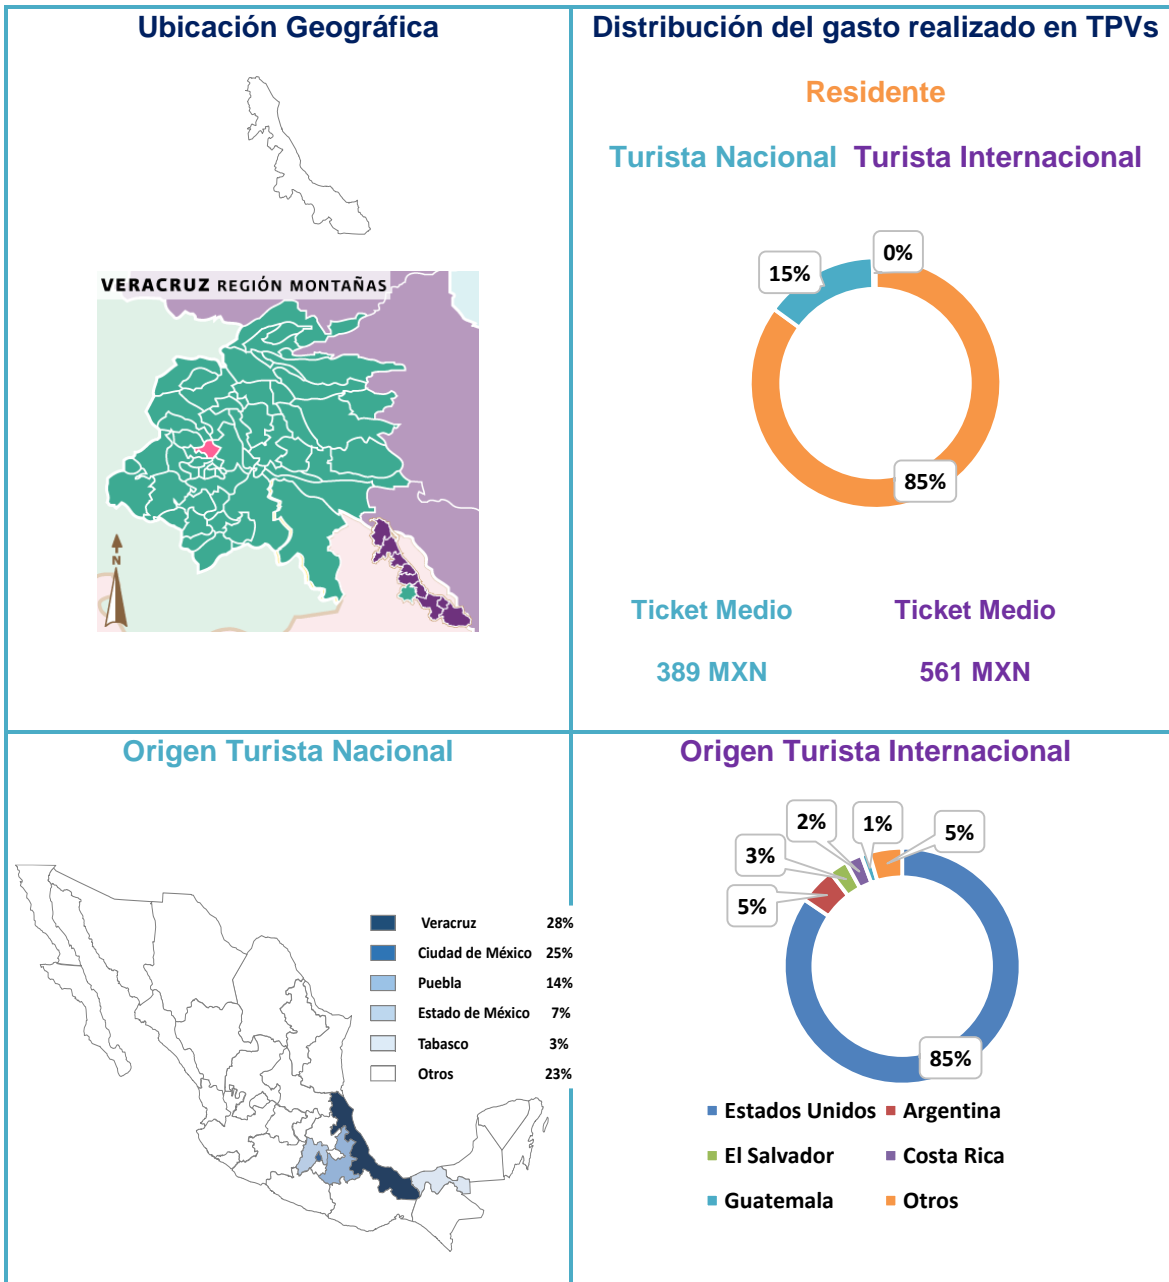 Ubicación Geográfica
VERACRUZ REGIÓN MONTAÑAS
N
Distribución del gasto realizado en TPVs
Residente
Turista Nacional Turista Internacional
0%
15%
85%
Ticket Medio Ticket Medio
389 MXN 561 MXN
Origen Turista Nacional
Veracruz 28%
Ciudad de México 25%
Puebla 14%
Estado de México 7%
Tabasco 3%
Otros 23%
Origen Turista Internacional
2% 1% 5%
3%
5%
85%
Estados Unidos Argentina
El Salvador Costa Rica
Guatemala Otros